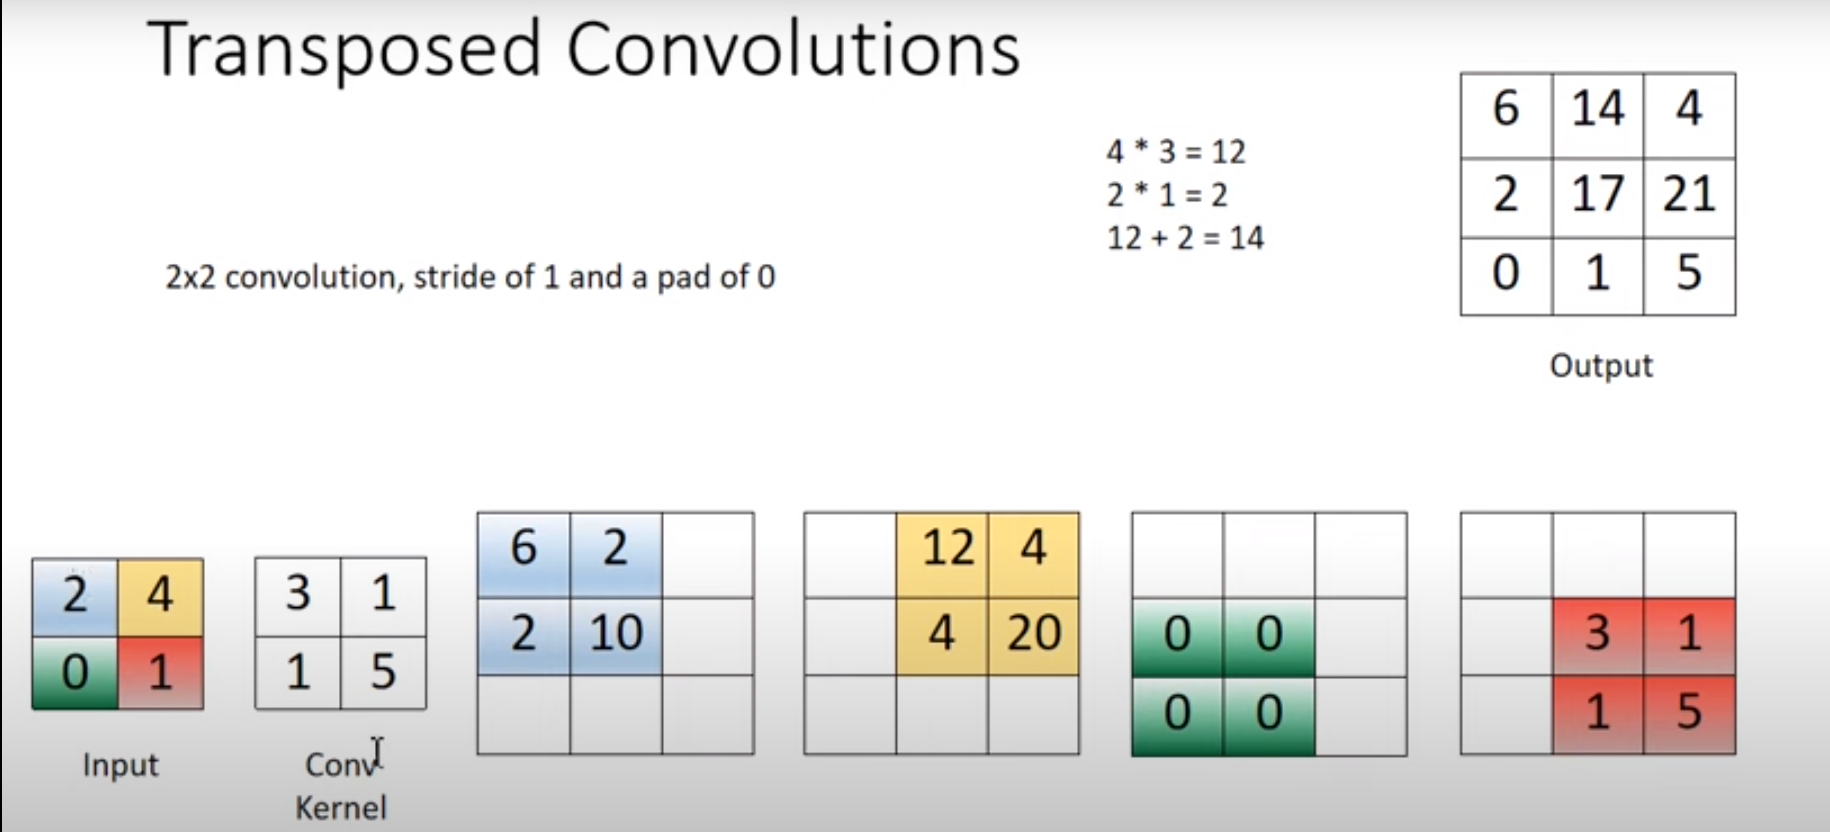 Transposed Convolutions
4 * 3 = 12
2 * 1 = 2
12 + 2 = 14
2x2 convolution, stride of 1 and a pad of 0
6 14 4
2 17 21
0 1 5
Output
2 4
0 1
Input
3 1
1 5
Conv
Kernel
6 2
2 10
12 4
4 20
0 0
0 0
3 1
1 5